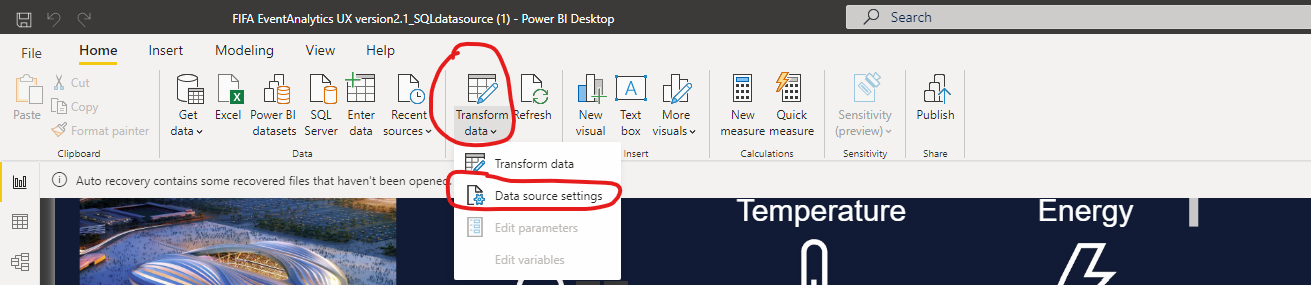 FIFA EventAnalytics UX version2.1_SQLdatasource (1) - Power BI Desktop
Search
File
Home
Insert
Modeling
View
Help
Paste
Cut
Copy
Format painter
Clipboard
Get data
Excel
Power BI datasets
SQL Server
Enter data
Recent sources
Data
Transform data
Refresh
New visual
Text box
More visuals
Insert
New measure
Quick measure
Calculations
Sensitivity (preview)
Sensitivity
Publish
Share
Transform data
Data source settings
Edit parameters
Edit variables
Auto recovery contains some recovered files that haven't been opened.
Temperature
Energy